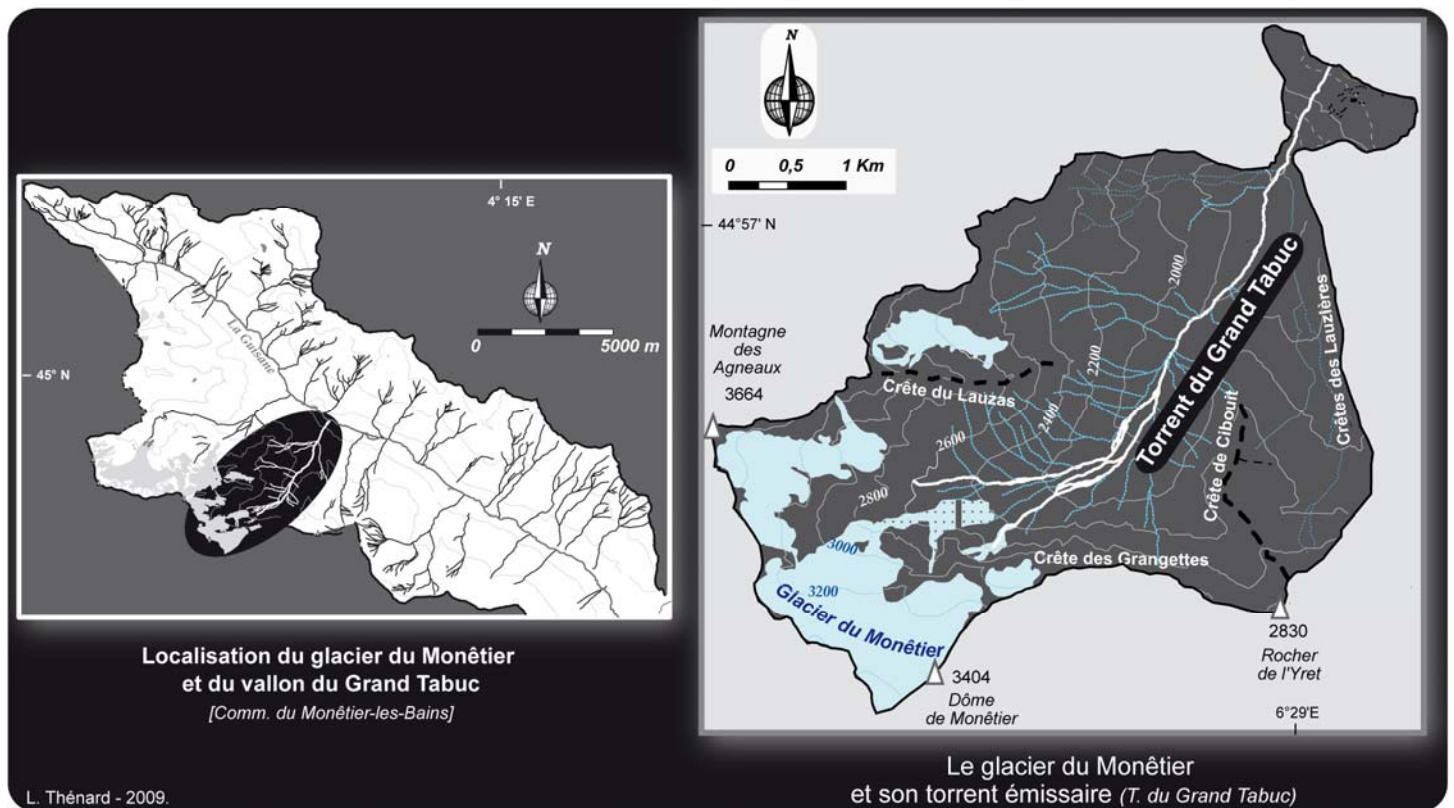 4° 15' E
N
La Guisane
0 5000 m
45° N
Localisation du glacier du Monêtier
et du vallon du Grand Tabuc
[Comm. du Monêtier-les-Bains]
L. Thénard - 2009.
N
0 0,5 1 Km
44°57' N
2000
Torrent du Grand Tabuc
Crêtes des Lauzières
Montagne
des
Agneaux
3664
2200
Crête du Lauzas
2400
2600
Crête de Cibouit
2800
3000
Crête des Grangettes
3200
Glacier du Monêtier
2830
Rocher
de l'Yret
3404
Dôme
de Monêtier
6°29'E
Le glacier du Monêtier
et son torrent émissaire (T. du Grand Tabuc)